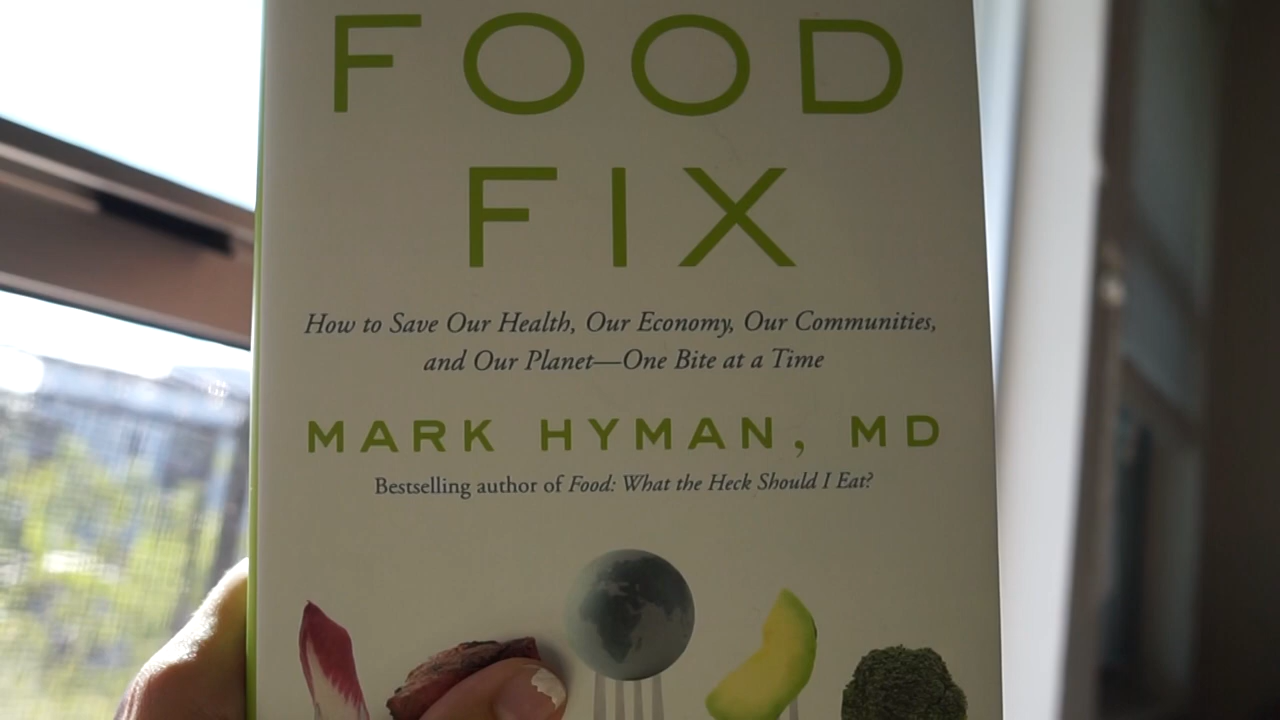 FOOD
FIX
How to Save Our Health, Our Economy, Our Communities,
and Our Planet—One Bite at a Time
MARK HYMAN, MD
Bestselling author of Food: What the Heck Should I Eat?